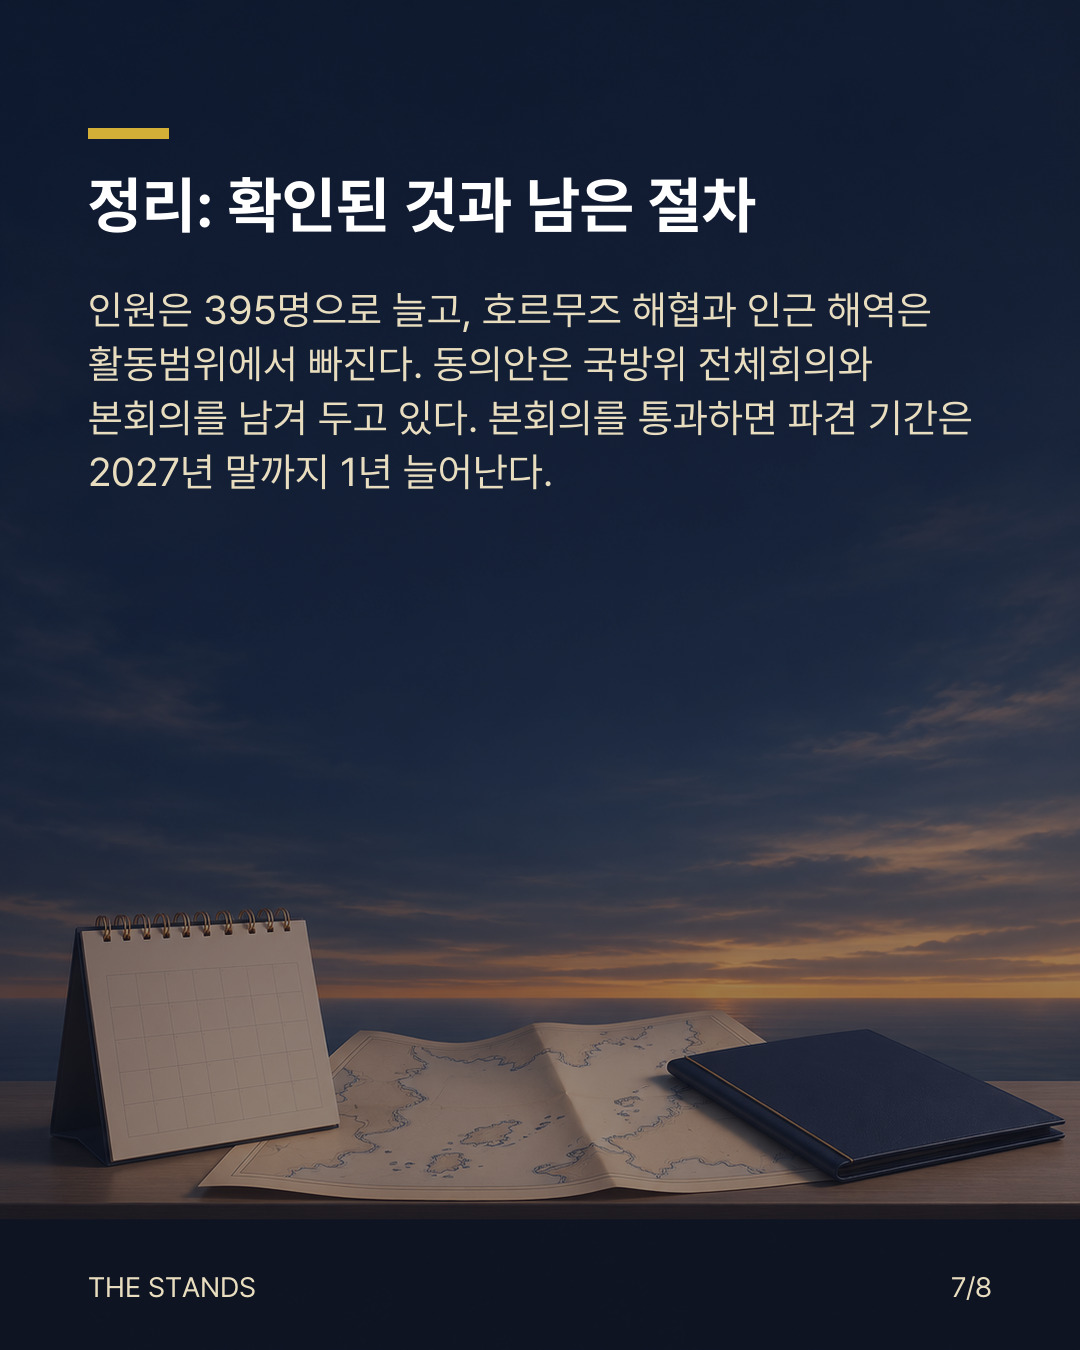 정리: 확인된 것과 남은 절차
인원은 395명으로 늘고, 호르무즈 해협과 인근 해역은
활동범위에서 빠진다. 동의안은 국방위 전체회의와
본회의를 남겨 두고 있다. 본회의를 통과하면 파견 기간은
2027년 말까지 1년 늘어난다.
THE STANDS
7/8